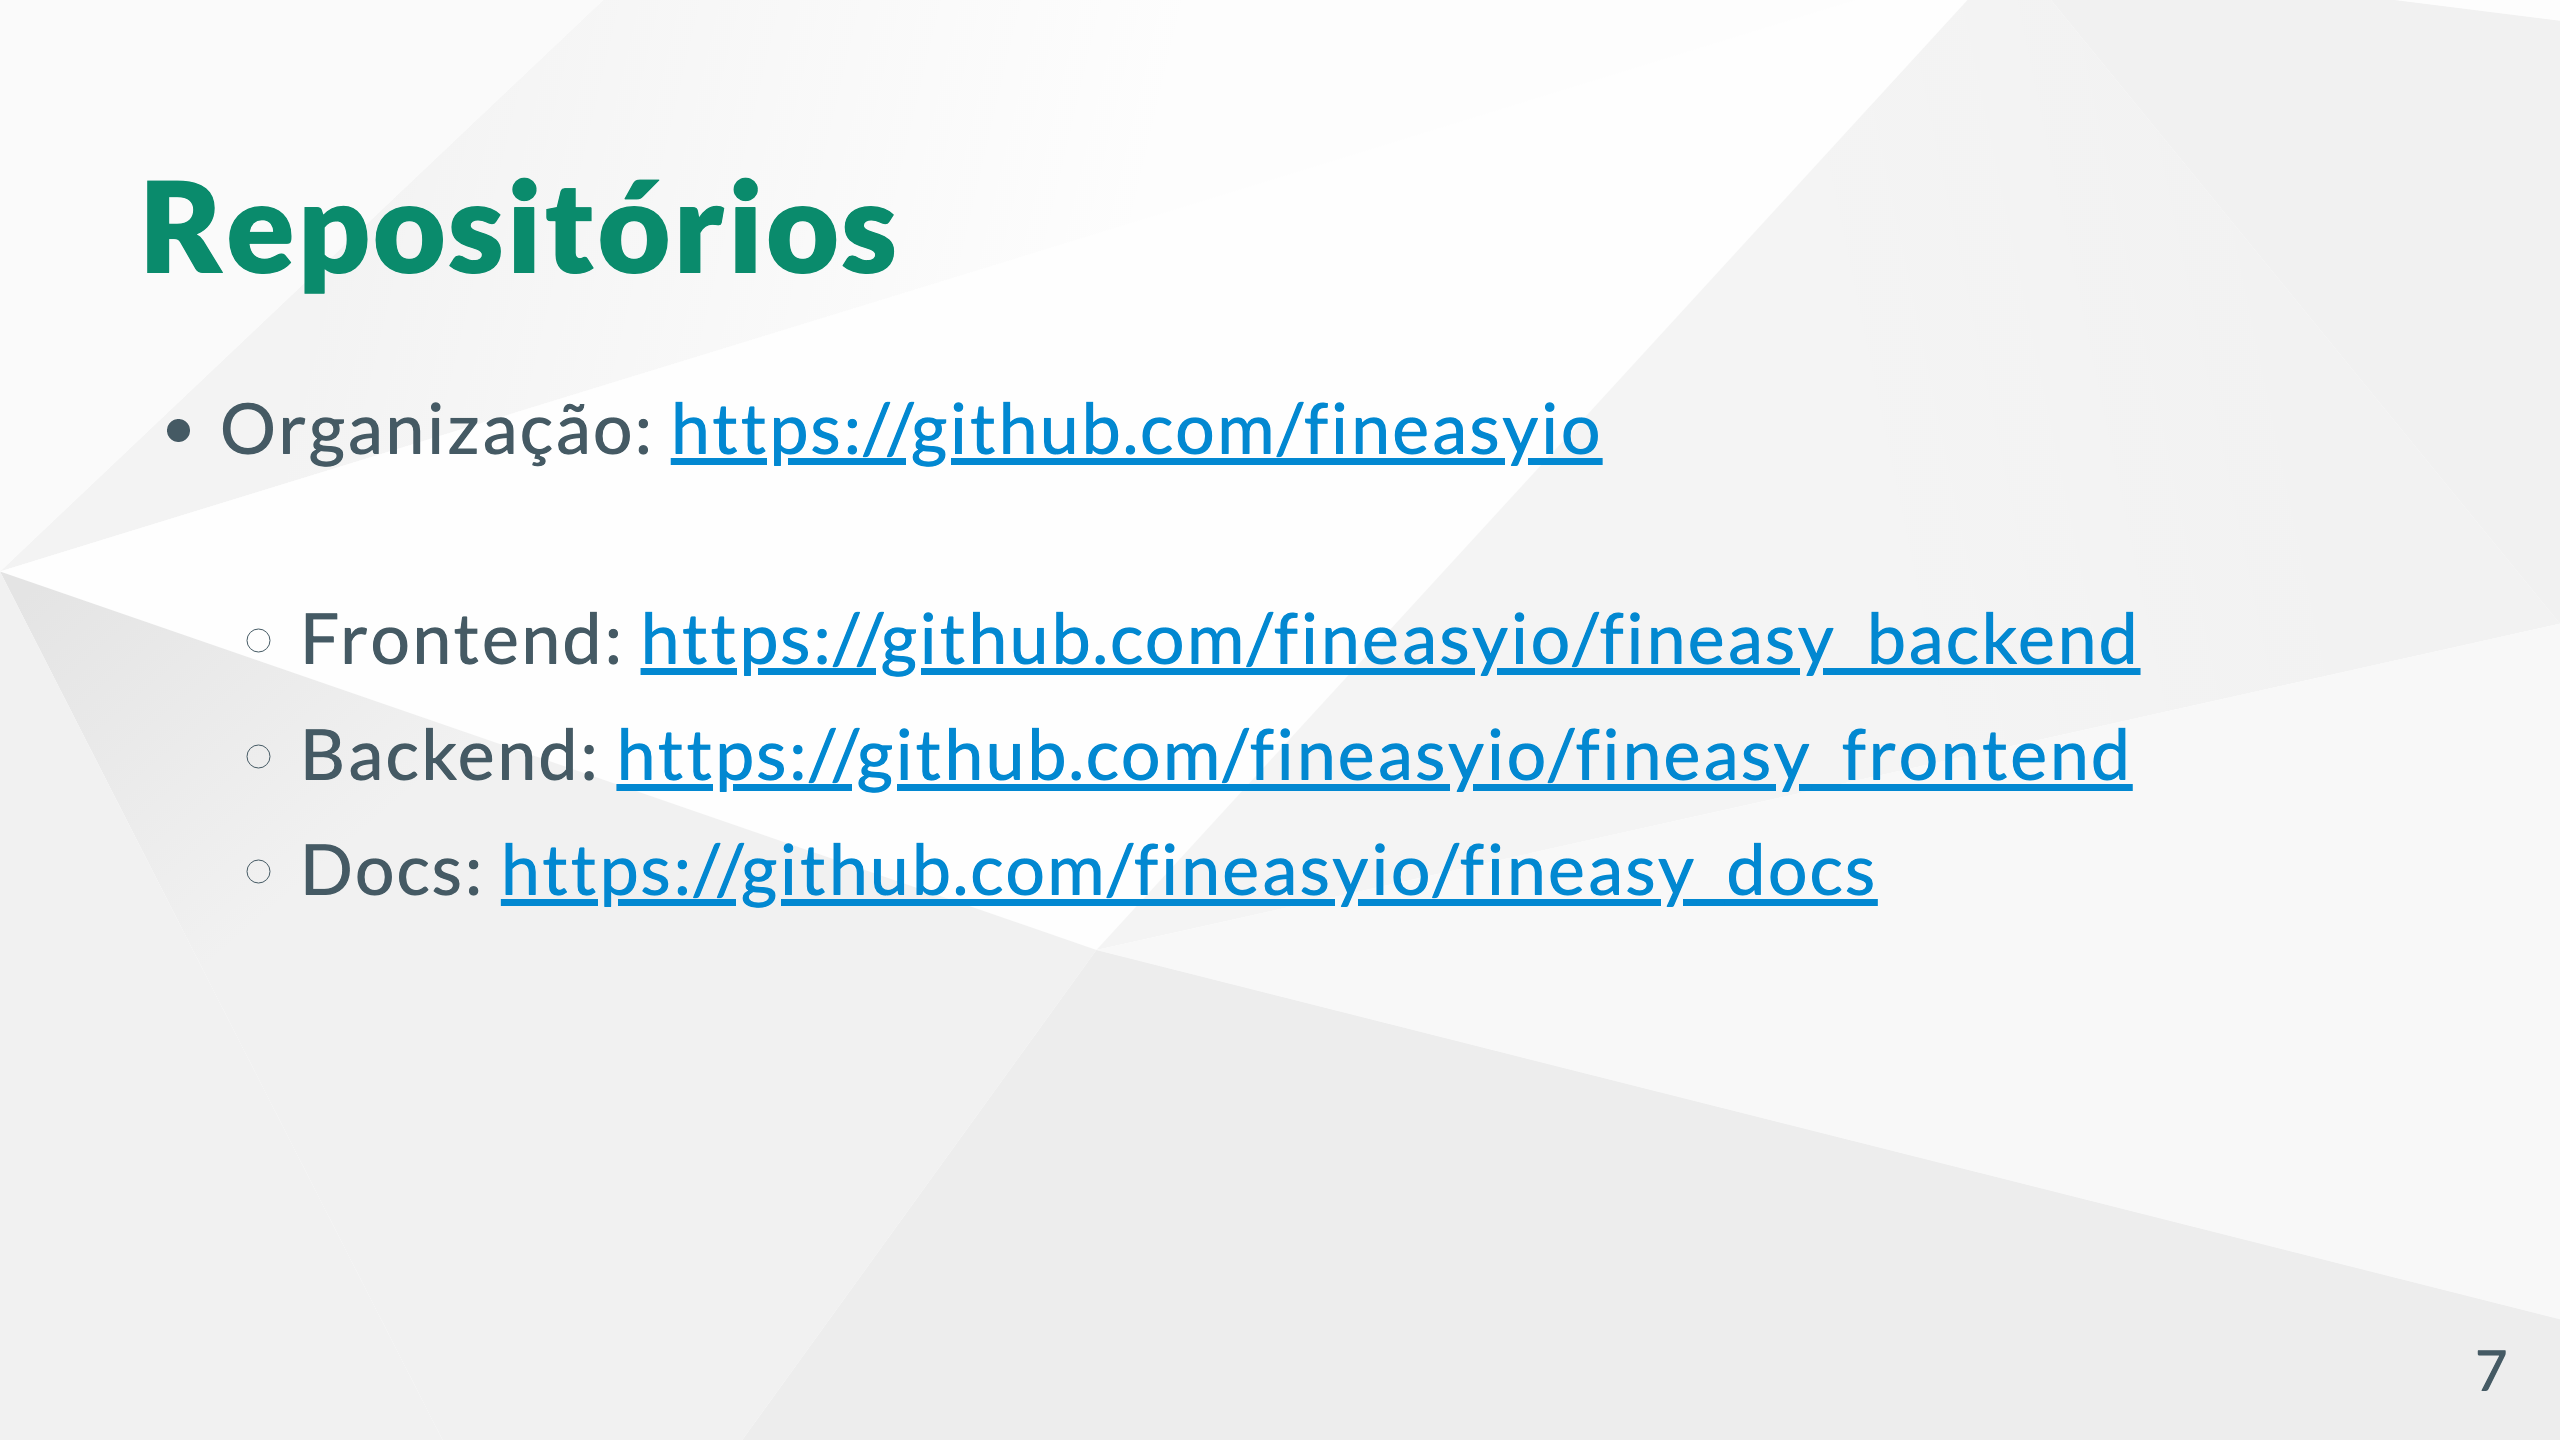 Repositórios
• Organização: https://github.com/fineasyio
○ Frontend: https://github.com/fineasyio/fineasy_backend
○ Backend: https://github.com/fineasyio/fineasy_frontend
○ Docs: https://github.com/fineasyio/fineasy_docs
7